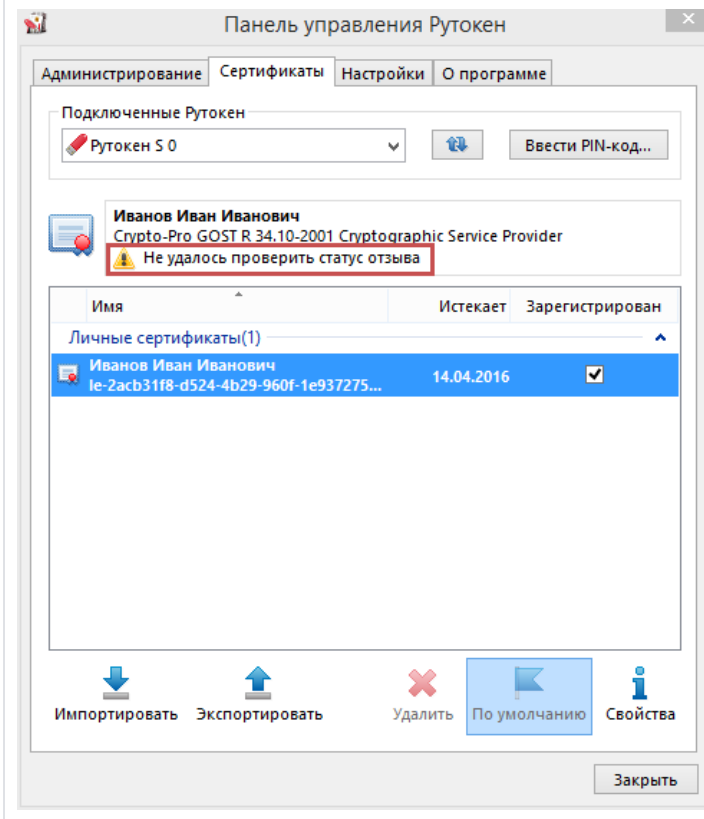 Панель управления Рутокен
Администрирование Сертификаты Настройки О программе
Подключенные Рутокен
Рутокен S 0 Ввести PIN-код...
Иванов Иван Иванович
Crypto-Pro GOST R 34.10-2001 Cryptographic Service Provider
Не удалось проверить статус отзыва
Имя Истекает Зарегистрирован
Личные сертификаты(1)
Иванов Иван Иванович
le-2acb31f8-d524-4b29-960f-1e937275... 14.04.2016
Импортировать Экспортировать Удалить По умолчанию Свойства
Закрыть